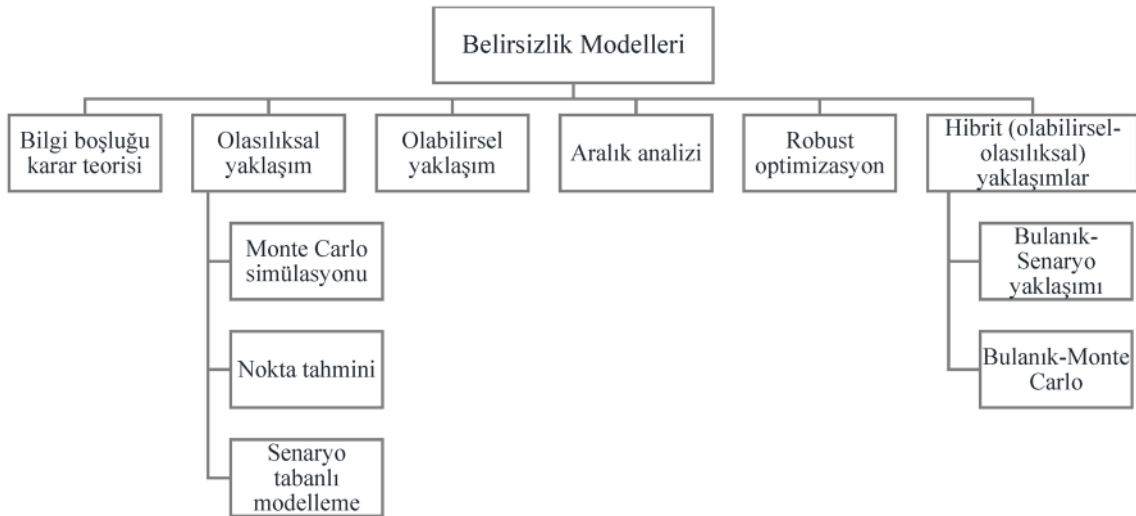 Belirsizlik Modelleri
Bilgi boşluğu
karar teorisi
Olasılıksal
yaklaşım
Olabilirsel
yaklaşım
Aralık analizi
Robust
optimizasyon
Hibrit (olabilirsel-
olasılıksal)
yaklaşımlar
Monte Carlo
simülasyonu
Nokta tahmini
Senaryo
tabanlı
modelleme
Bulanık-
Senaryo
yaklaşımı
Bulanık-Monte
Carlo